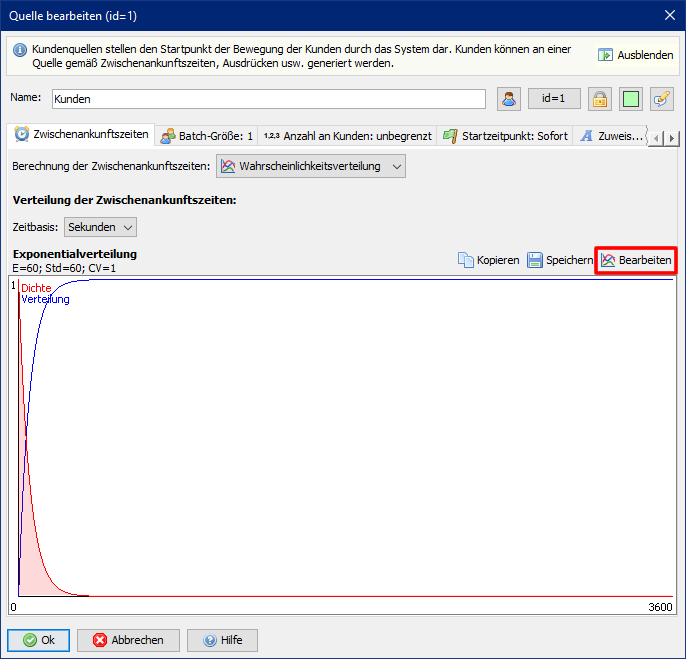 Quelle bearbeiten (id=1)
Kundenquellen stellen den Startpunkt der Bewegung der Kunden durch das System dar. Kunden können an einer
Quelle gemäß Zwischenankunftszeiten, Ausdrücken usw. generiert werden.
Ausblenden
Name: Kunden id=1
Zwischenankunftszeiten Batch-Größe: 1 1,2,3 Anzahl an Kunden: unbegrenzt Startzeitpunkt: Sofort A Zuweis...
Berechnung der Zwischenankunftszeiten: Wahrscheinlichkeitsverteilung
Verteilung der Zwischenankunftszeiten:
Zeitbasis: Sekunden
Exponentialverteilung
E=60; Std=60; CV=1
Kopieren Speichern Bearbeiten
1 Dichte
Verteilung
0 3600
Ok Abbrechen Hilfe